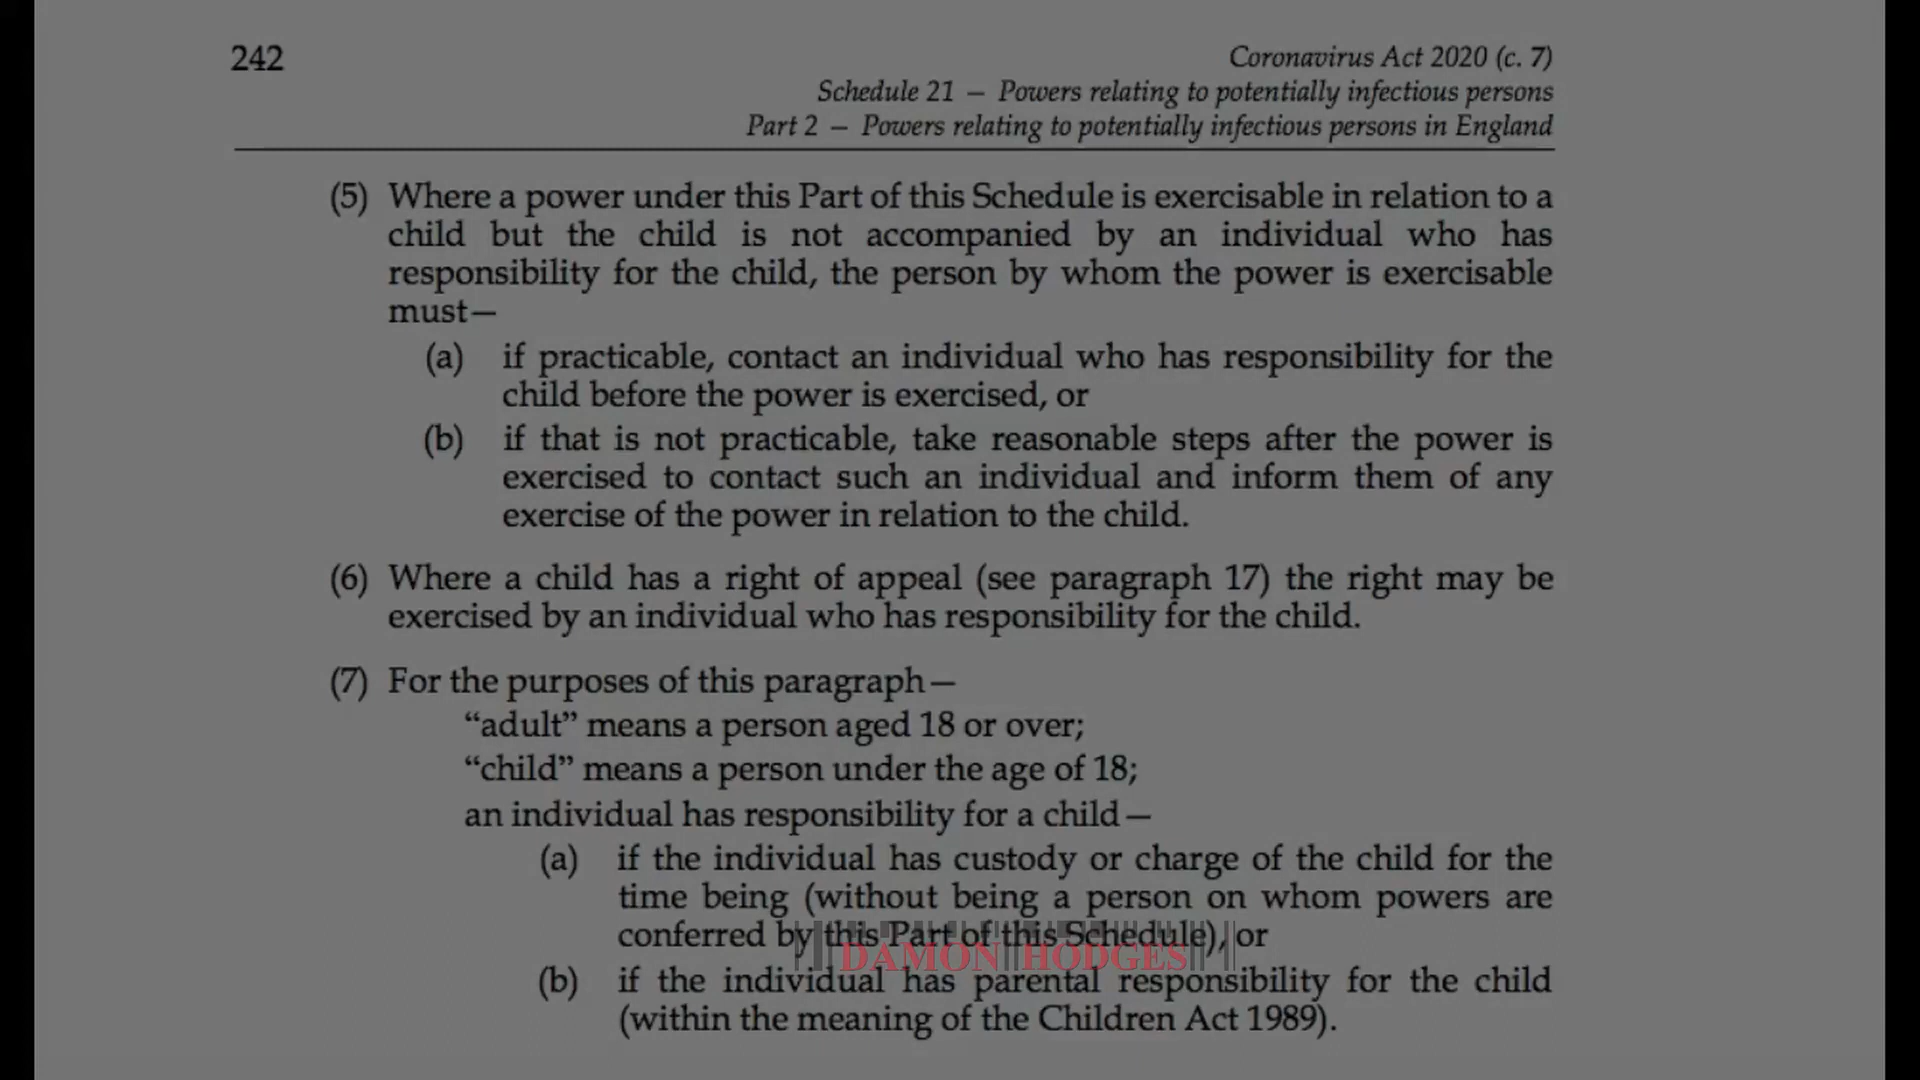 242
Coronavirus Act 2020 (c. 7)
Schedule 21 — Powers relating to potentially infectious persons
Part 2 — Powers relating to potentially infectious persons in England
(5) Where a power under this Part of this Schedule is exercisable in relation to a
child but the child is not accompanied by an individual who has
responsibility for the child, the person by whom the power is exercisable
must—
(a) if practicable, contact an individual who has responsibility for the
child before the power is exercised, or
(b) if that is not practicable, take reasonable steps after the power is
exercised to contact such an individual and inform them of any
exercise of the power in relation to the child.
(6) Where a child has a right of appeal (see paragraph 17) the right may be
exercised by an individual who has responsibility for the child.
(7) For the purposes of this paragraph—
“adult” means a person aged 18 or over;
“child” means a person under the age of 18;
an individual has responsibility for a child—
(a) if the individual has custody or charge of the child for the
time being (without being a person on whom powers are
conferred by this Part of this Schedule), or
DAMON HODGES
(b) if the individual has parental responsibility for the child
(within the meaning of the Children Act 1989).